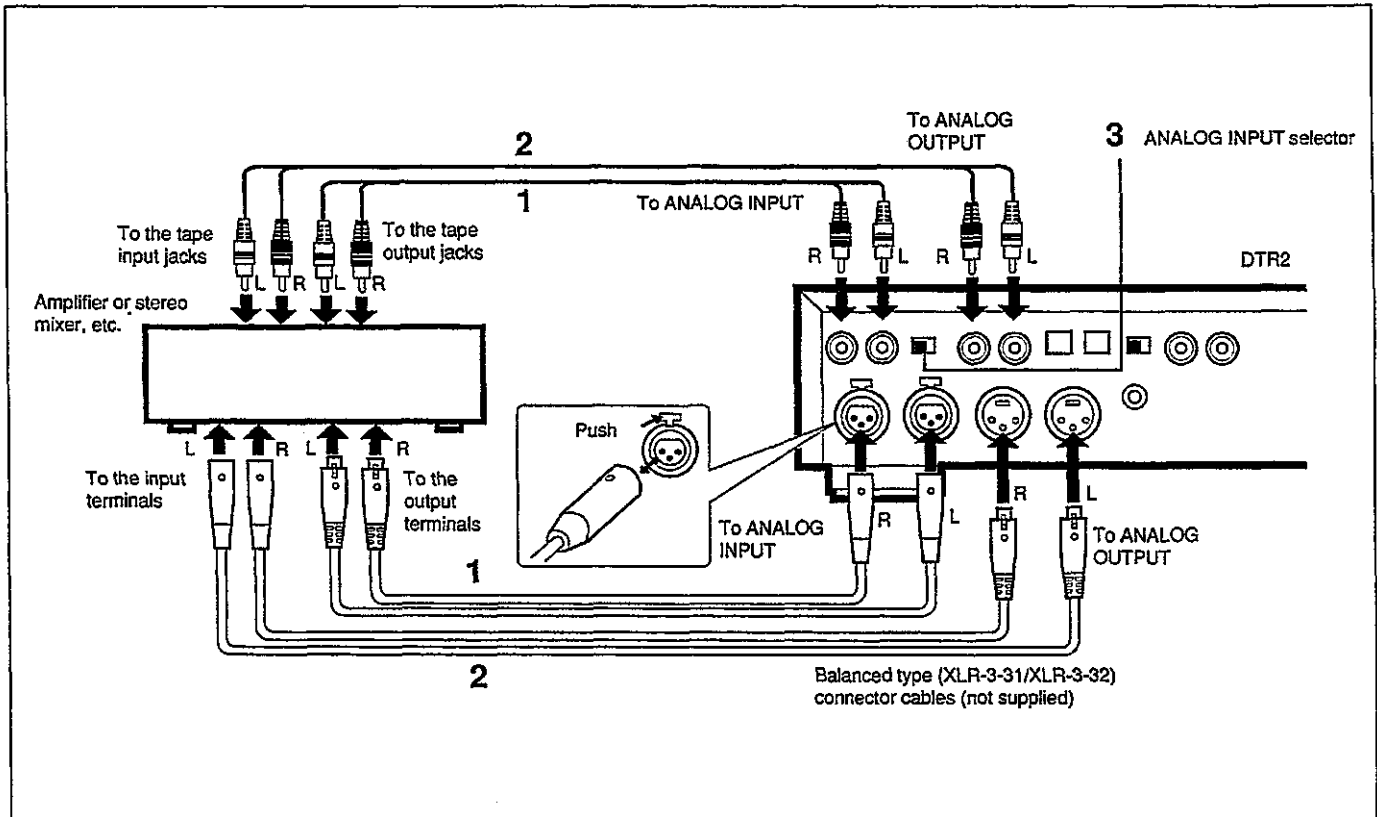 To ANALOG
OUTPUT
2
3 ANALOG INPUT selector
1
To ANALOG INPUT
To the tape
input jacks
To the tape
output jacks
L R L R
R L R L
DTR2
Amplifier or stereo
mixer, etc.
Push
L R L R
To the input
terminals
To the
output
terminals
To ANALOG
INPUT
R L
R L
To ANALOG
OUTPUT
1
2
Balanced type (XLR-3-31/XLR-3-32)
connector cables (not supplied)